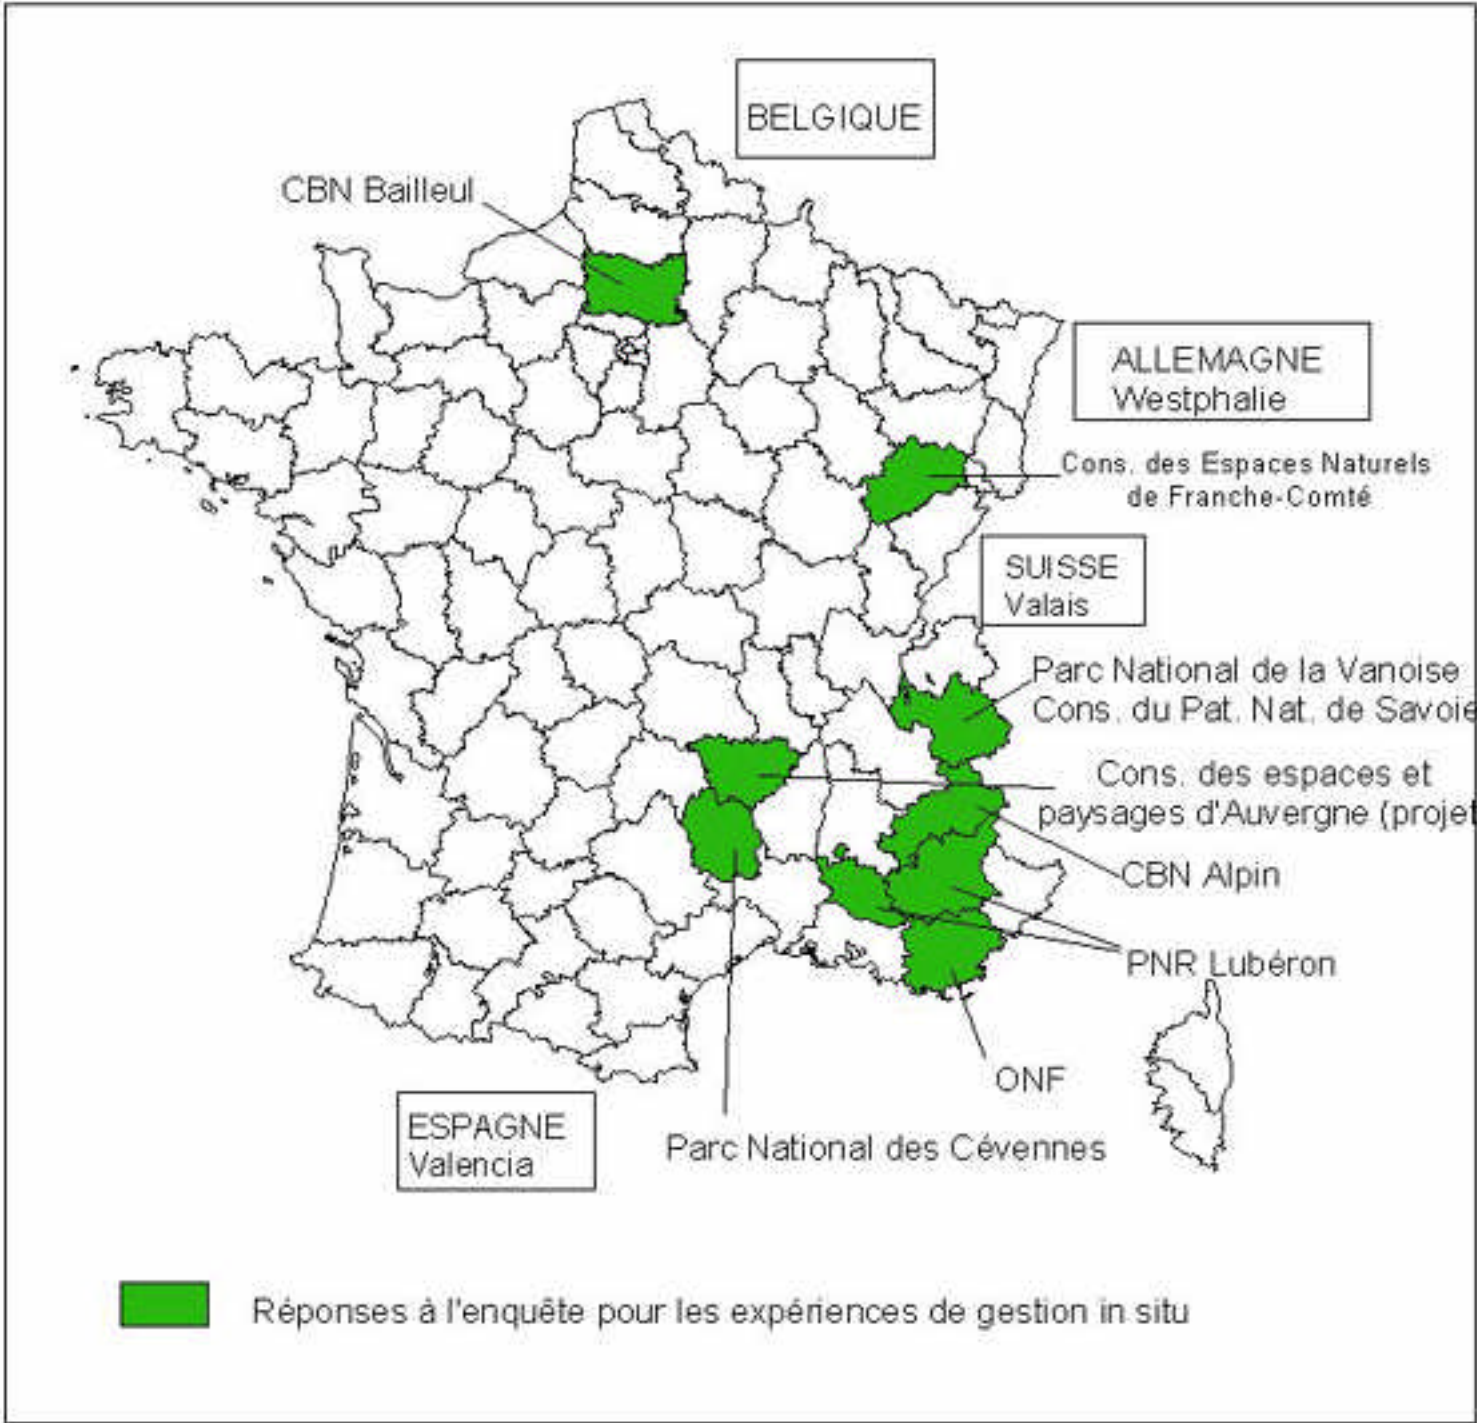 BELGIQUE
CBN Bailleul
ALLEMAGNE
Westphalie
Cons. des Espaces Naturels
de Franche-Comté
SUISSE
Valais
Parc National de la Vanoise
Cons. du Pat. Nat. de Savoie
Cons. des espaces et
paysages d'Auvergne (projet
CBN Alpin
PNR Lubéron
ONF
ESPAGNE
Valencia
Parc National des Cévennes
Réponses à l'enquête pour les expériences de gestion in situ